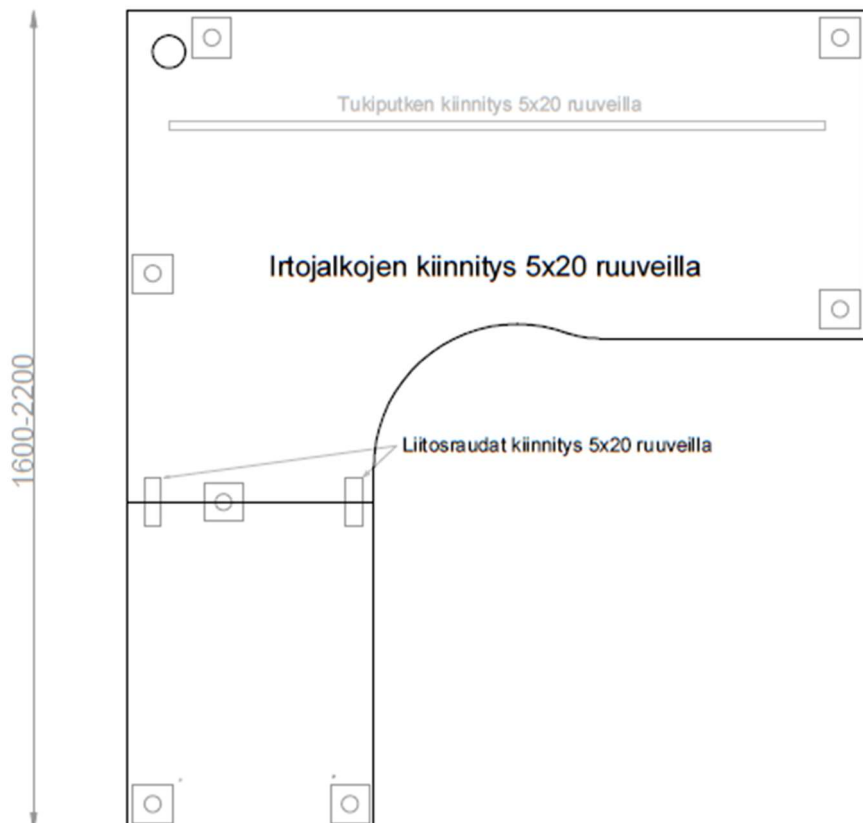 Tukiputken kiinnitys 5x20 ruuveilla
Irtojalkojen kiinnitys 5x20 ruuveilla
1600-2200
Liitosraudat kiinnitys 5x20 ruuveilla